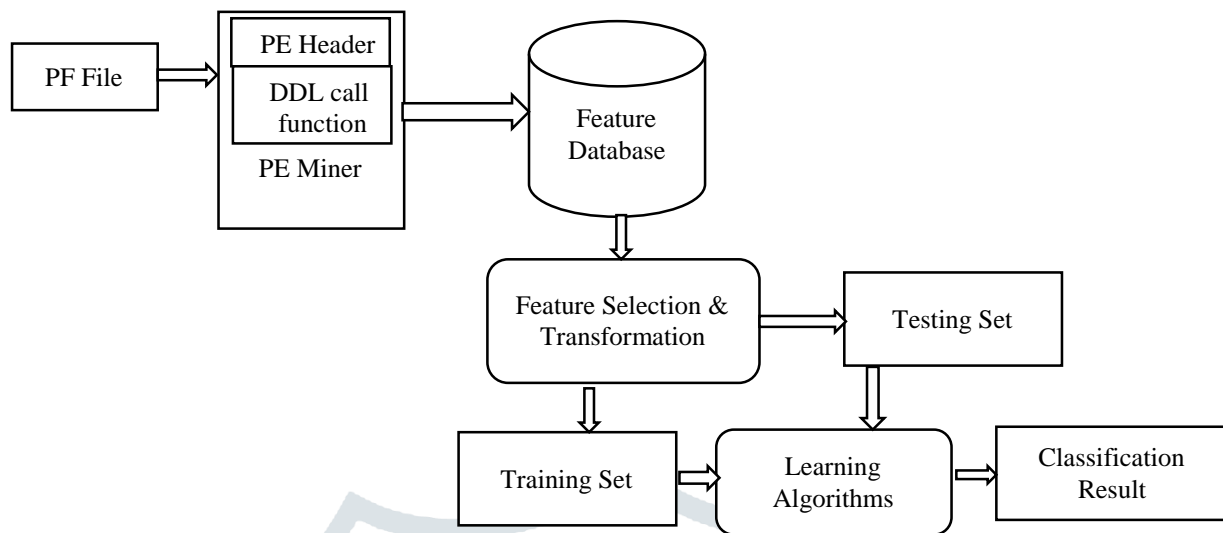 PE Header
PF File
DDL call
function
PE Miner
Feature
Database
Feature Selection &
Transformation
Testing Set
Training Set
Learning
Algorithms
Classification
Result